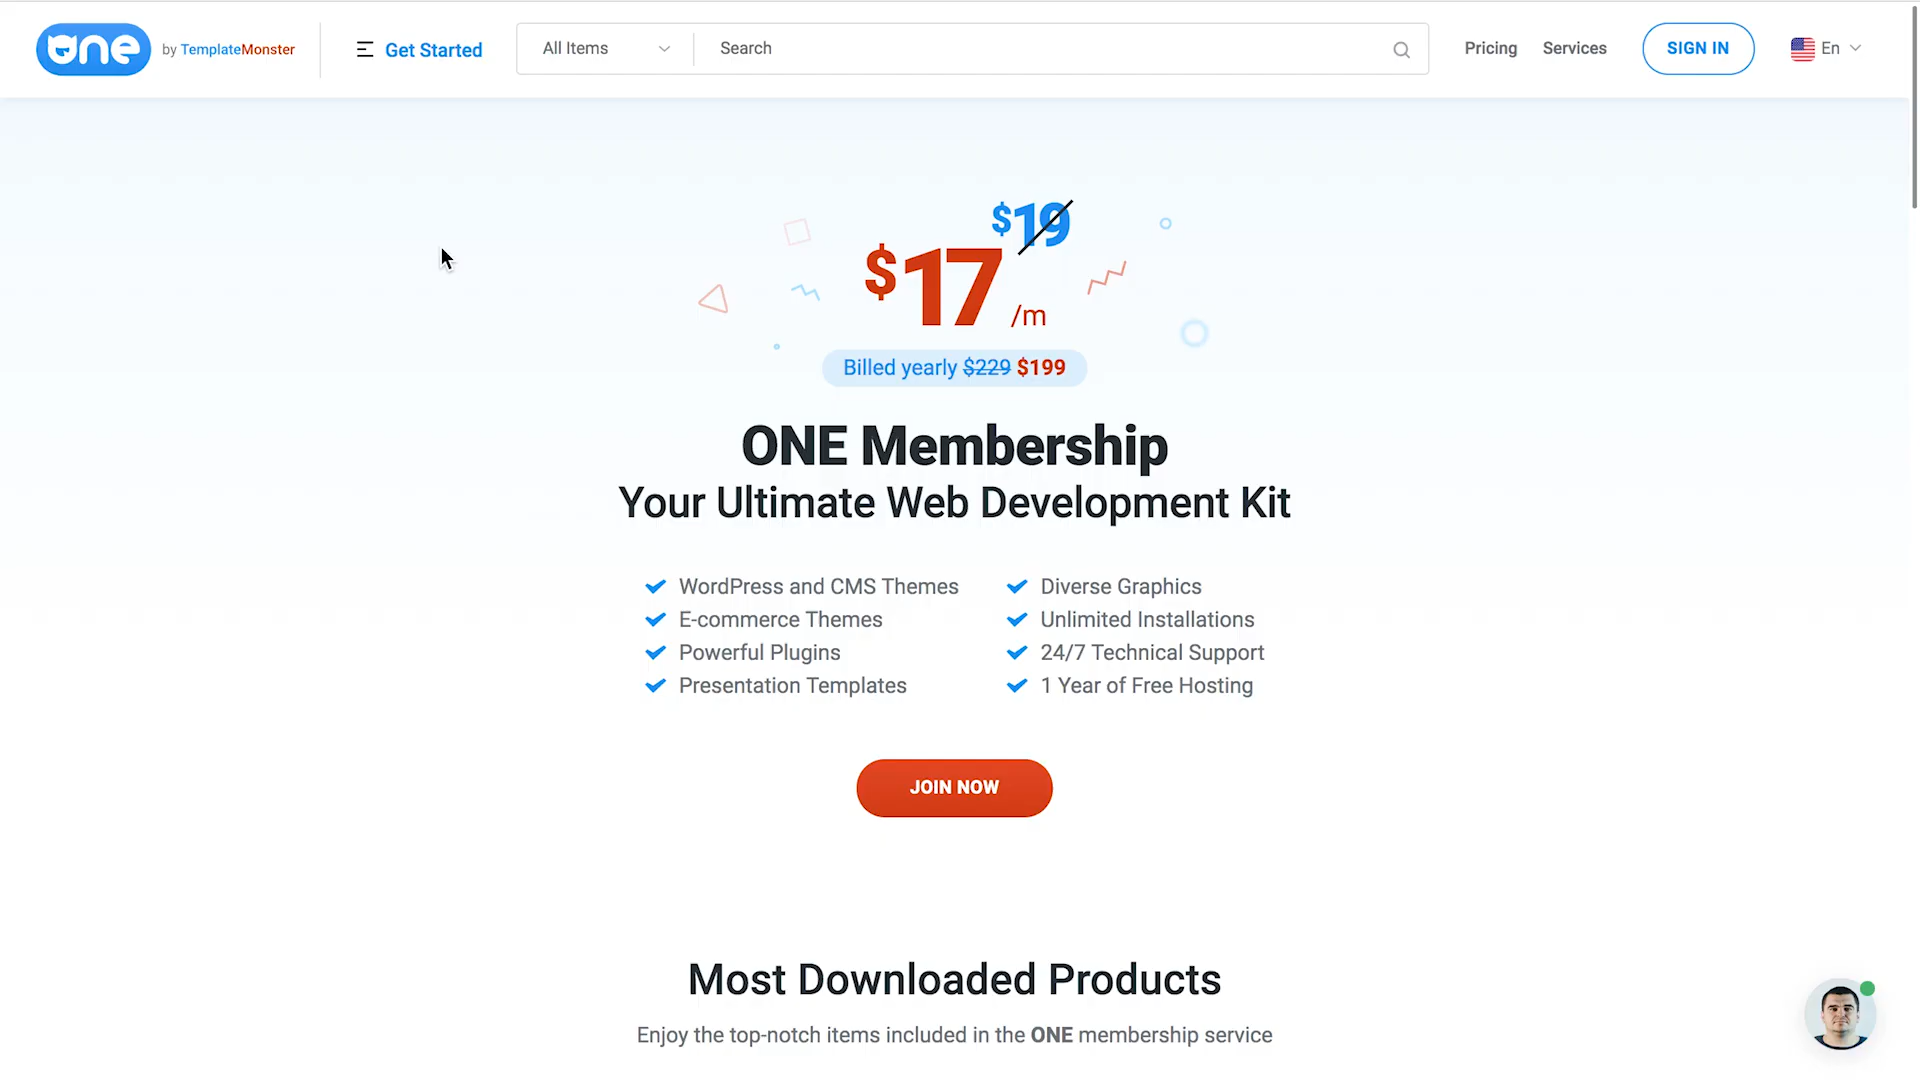 one by TemplateMonster
Get Started
All Items
Search
Pricing
Services
SIGN IN
En
$19
$17/m
Billed yearly $229 $199
ONE Membership
Your Ultimate Web Development Kit
WordPress and CMS Themes
E-commerce Themes
Powerful Plugins
Presentation Templates
Diverse Graphics
Unlimited Installations
24/7 Technical Support
1 Year of Free Hosting
JOIN NOW
Most Downloaded Products
Enjoy the top-notch items included in the ONE membership service